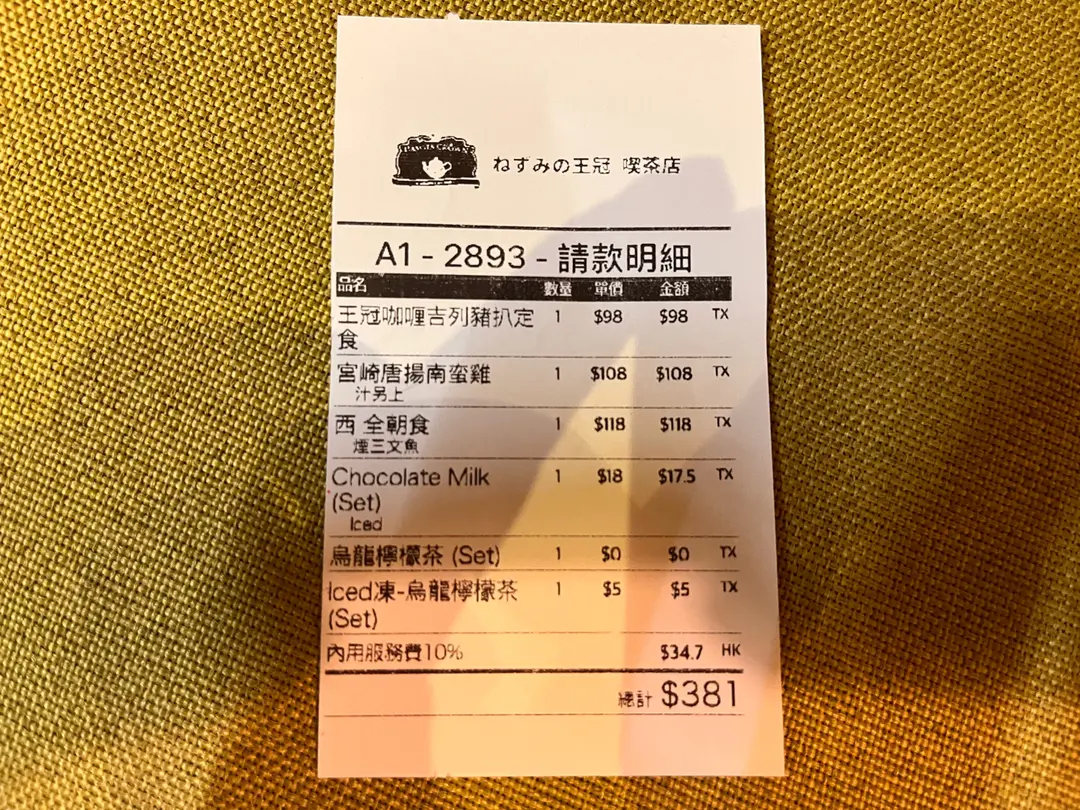 ねずみの王冠 喫茶店
A1 - 2893 - 請款明細
品名 數量 單價 金額
王冠咖喱吉列豬扒定 1 $98 $98 TX
食
宮崎唐揚南蛮雞 1 $108 $108 TX
汁另上
西 全朝食 1 $118 $118 TX
煙三文魚
Chocolate Milk 1 $18 $17.5 TX
(Set)
Iced
烏龍檸檬茶 (Set) 1 $0 $0 TX
Iced凍-烏龍檸檬茶 1 $5 $5 TX
(Set)
內用服務費10% $34.7 HK
總計 $381